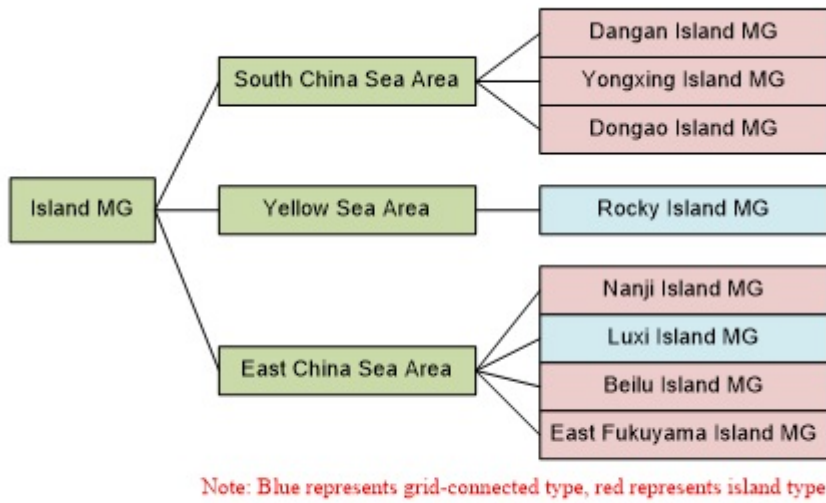 Island MG
South China Sea Area
Dangan Island MG
Yongxing Island MG
Dongao Island MG
Yellow Sea Area
Rocky Island MG
East China Sea Area
Nanji Island MG
Luxi Island MG
Beilu Island MG
East Fukuyama Island MG
Note: Blue represents grid-connected type, red represents island type